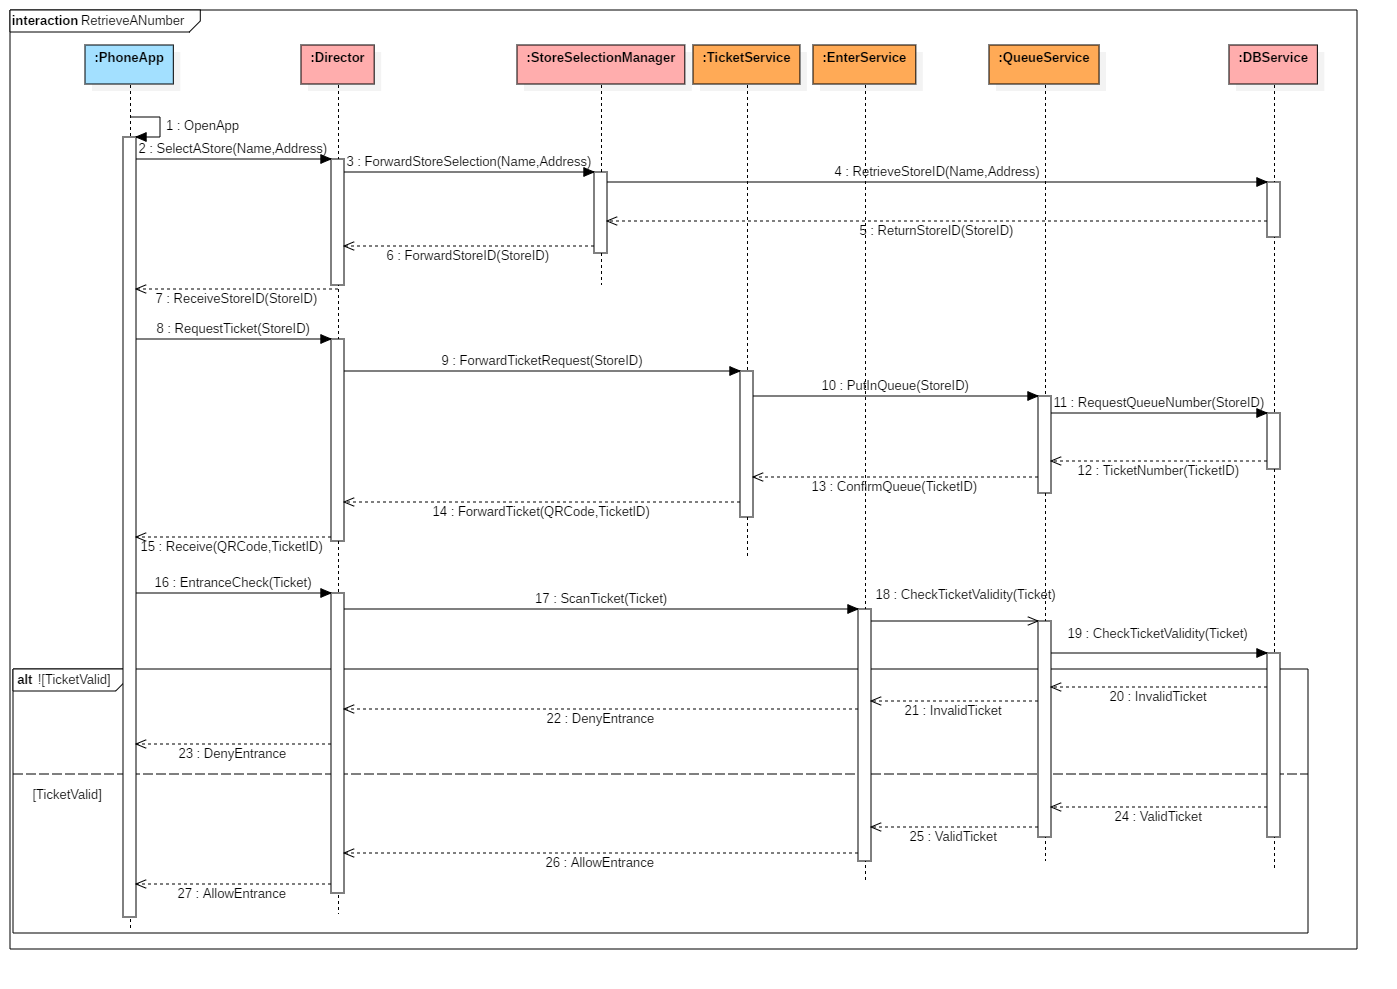 interaction RetrieveANumber
:PhoneApp
:Director
:StoreSelectionManager
:TicketService
:EnterService
:QueueService
:DBService
1 : OpenApp
2 : SelectAStore(Name,Address)
3 : ForwardStoreSelection(Name,Address)
4 : RetrieveStoreID(Name,Address)
5 : ReturnStoreID(StoreID)
6 : ForwardStoreID(StoreID)
7 : ReceiveStoreID(StoreID)
8 : RequestTicket(StoreID)
9 : ForwardTicketRequest(StoreID)
10 : PutInQueue(StoreID)
11 : RequestQueueNumber(StoreID)
12 : TicketNumber(TicketID)
13 : ConfirmQueue(TicketID)
14 : ForwardTicket(QRCode,TicketID)
15 : Receive(QRCode,TicketID)
16 : EntranceCheck(Ticket)
17 : ScanTicket(Ticket)
18 : CheckTicketValidity(Ticket)
19 : CheckTicketValidity(Ticket)
alt ![TicketValid]
20 : InvalidTicket
21 : InvalidTicket
22 : DenyEntrance
23 : DenyEntrance
[TicketValid]
24 : ValidTicket
25 : ValidTicket
26 : AllowEntrance
27 : AllowEntrance